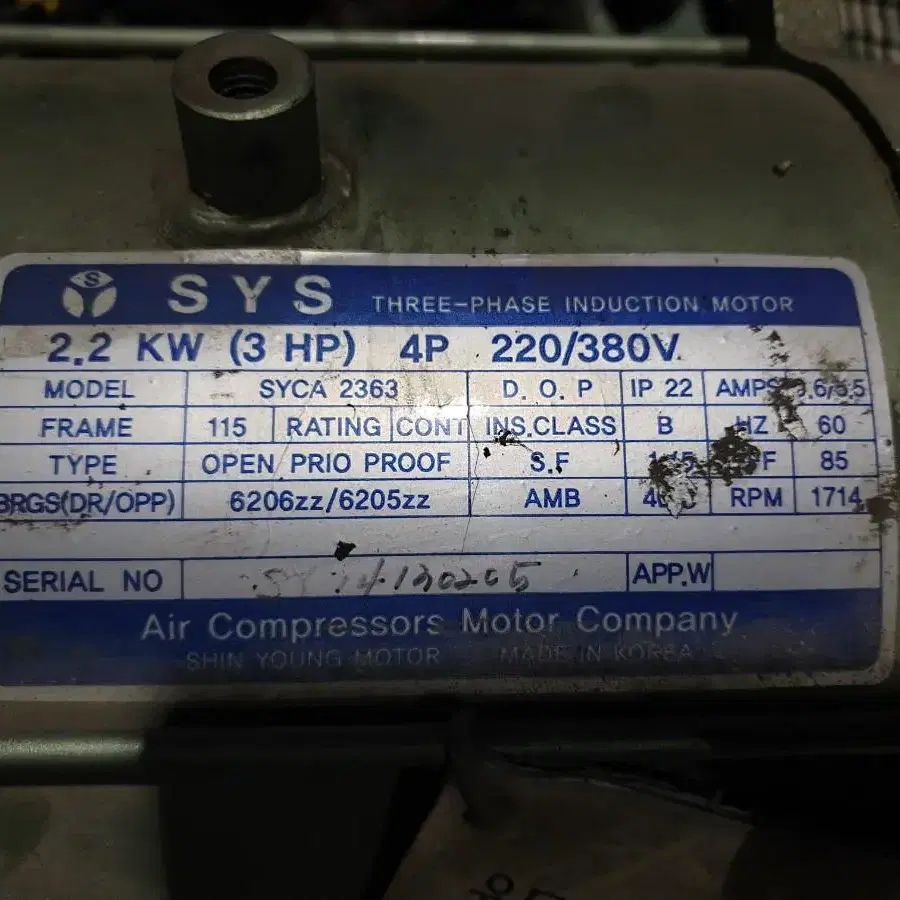 S
SYS THREE-PHASE INDUCTION MOTOR
2.2 KW (3 HP) 4P 220/380V
MODEL SYCA 2363 D. O. P IP 22 AMPS
FRAME 115 RATING CONT INS.CLASS B HZ 60
TYPE OPEN PRIO PROOF S.F 85
BRGS(DR/OPP) 6206zz/6205zz AMB RPM 1714
SERIAL NO APP.W
Air Compressors Motor Company
SHIN YOUNG MOTOR MADE IN KOREA